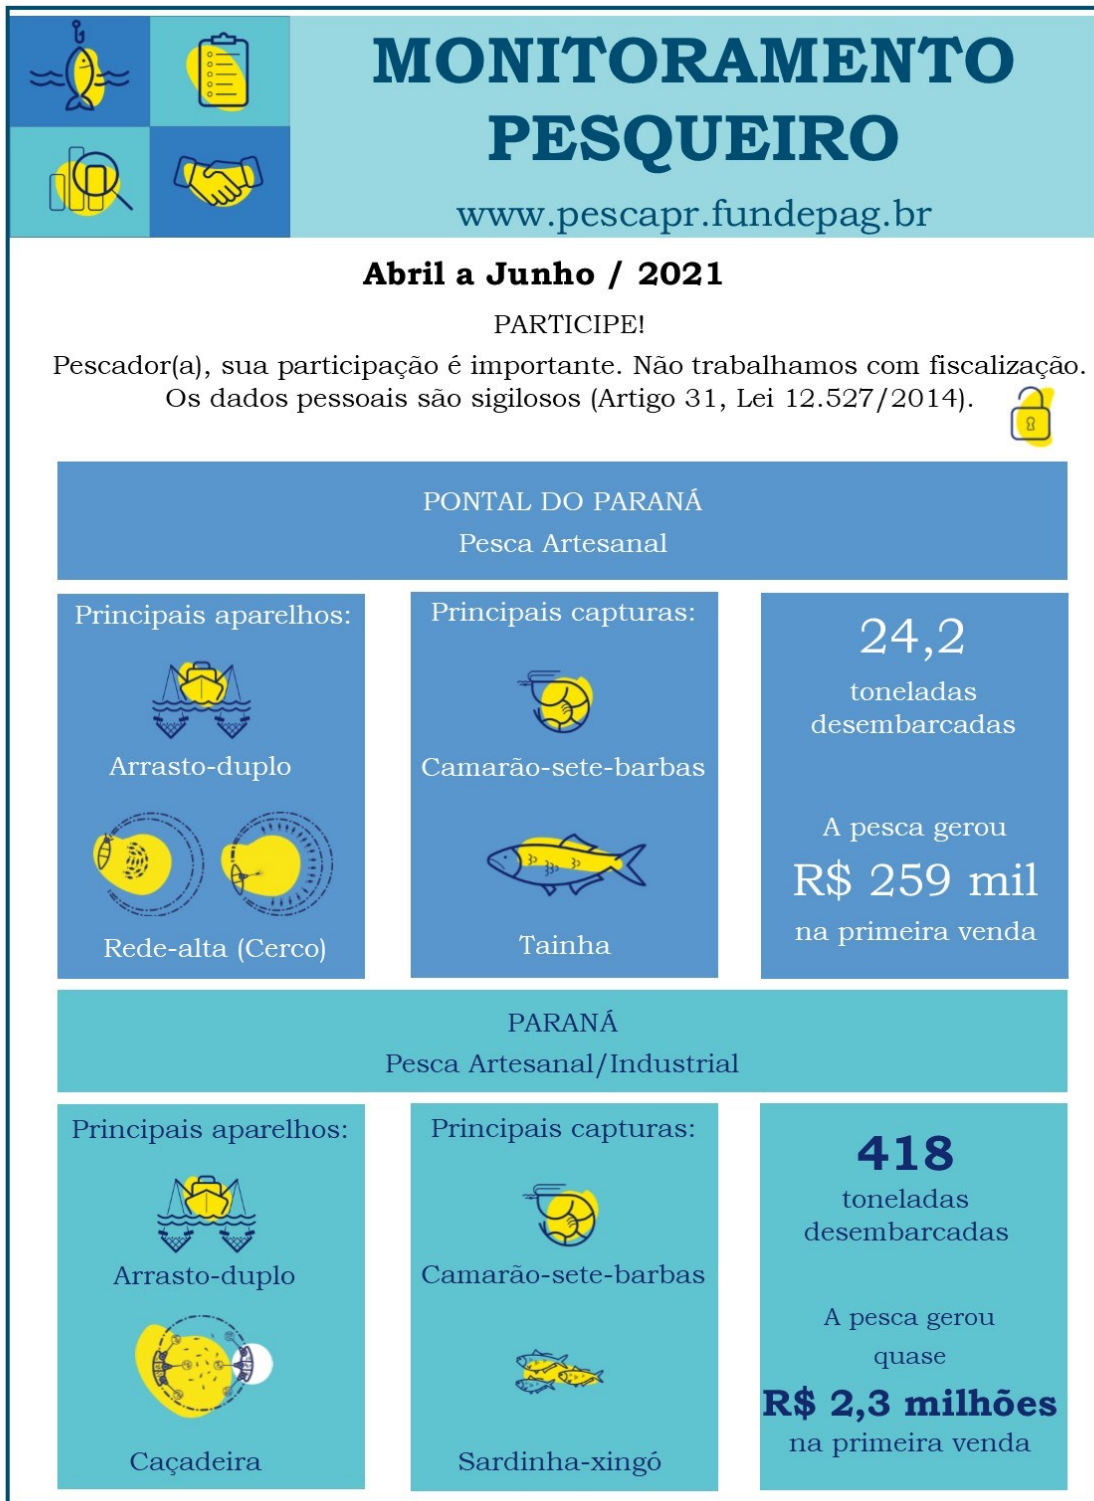 MONITORAMENTO
PESQUEIRO
www.pescapr.fundepag.br
Abril a Junho / 2021
PARTICIPE!
Pescador(a), sua participação é importante. Não trabalhamos com fiscalização.
Os dados pessoais são sigilosos (Artigo 31, Lei 12.527/2014).
PONTAL DO PARANÁ
Pesca Artesanal
Principais aparelhos:
Arrasto-duplo
Rede-alta (Cerco)
Principais capturas:
Camarão-sete-barbas
Tainha
24,2
toneladas
desembarcadas
A pesca gerou
R$ 259 mil
na primeira venda
PARANÁ
Pesca Artesanal/Industrial
Principais aparelhos:
Arrasto-duplo
Caçadeira
Principais capturas:
Camarão-sete-barbas
Sardinha-xingó
418
toneladas
desembarcadas
A pesca gerou
quase
R$ 2,3 milhões
na primeira venda